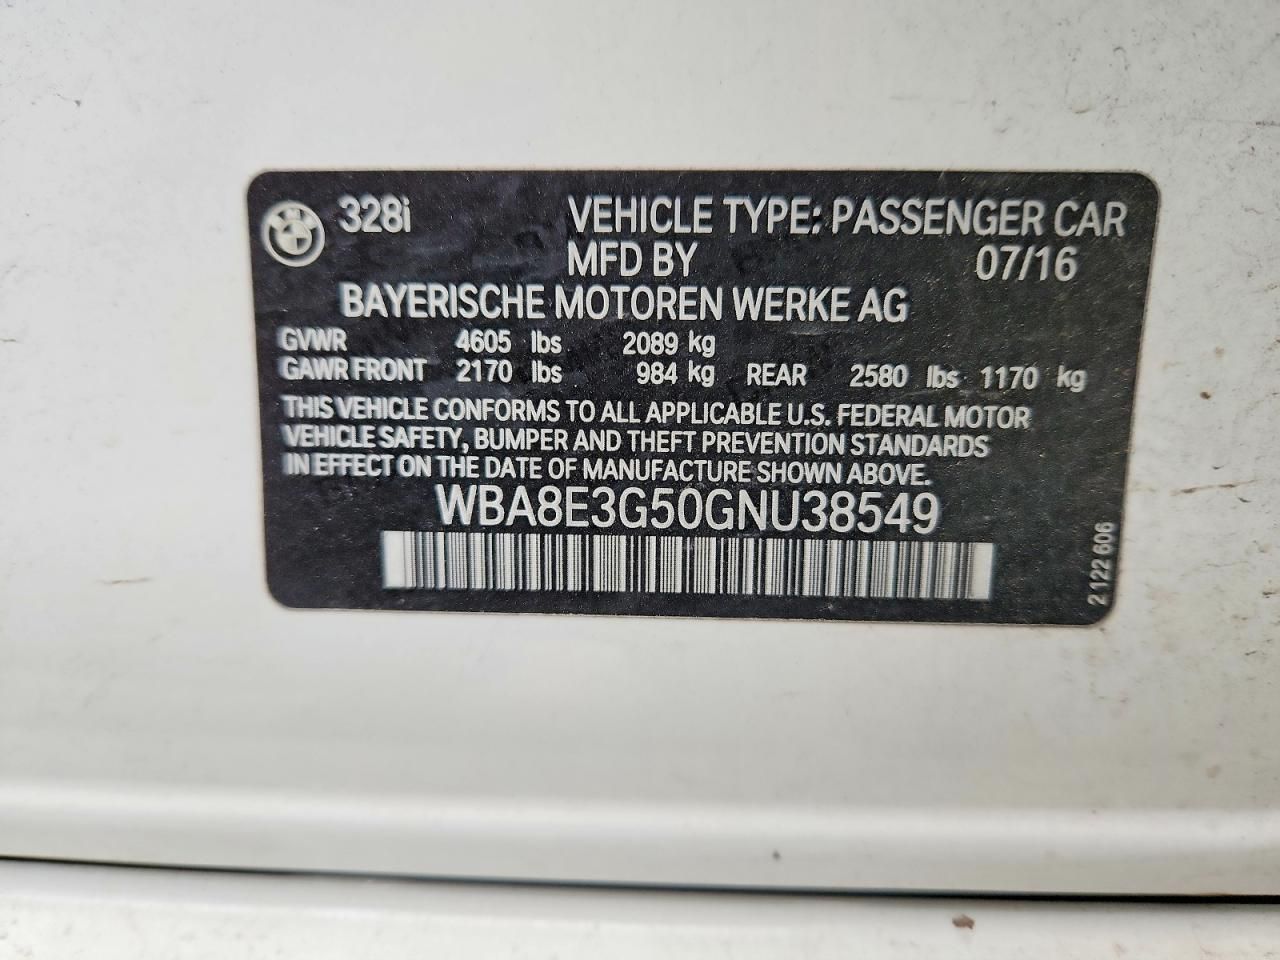 328i VEHICLE TYPE: PASSENGER CAR
MFD BY 07/16
BAYERISCHE MOTOREN WERKE AG
GVWR 4605 lbs 2089 kg
GAWR FRONT 2170 lbs 984 kg REAR 2580 lbs 1170 kg
THIS VEHICLE CONFORMS TO ALL APPLICABLE U.S. FEDERAL MOTOR
VEHICLE SAFETY, BUMPER AND THEFT PREVENTION STANDARDS
IN EFFECT ON THE DATE OF MANUFACTURE SHOWN ABOVE.
WBA8E3G50GNU38549
2 122 606